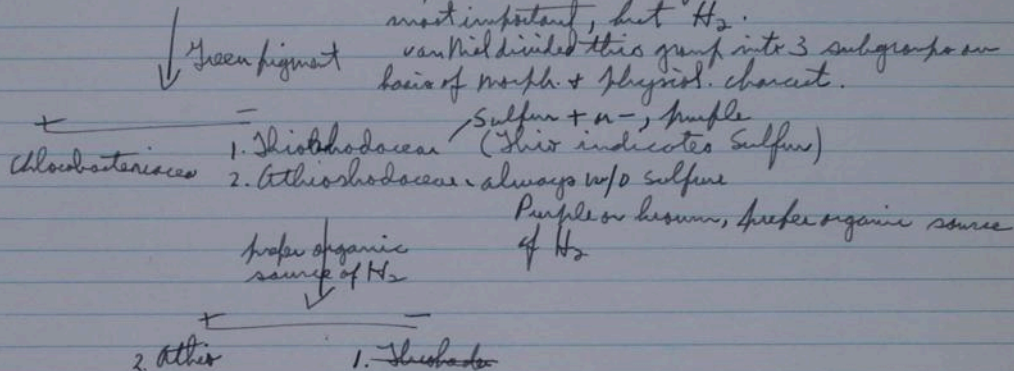 most important, but H₂.
van Niel divided this group into 3 subgroups on
Green pigment
basis of morph. + physiol. charact.
+ −
Sulfur + or −, purple
Chlorobacteriaceae 1. Thiorhodaceae (Thio indicates Sulfur)
2. Athiorhodaceae - always w/o sulfur
Purple or brown, prefer organic source
of H₂
prefer organic
source of H₂
+ −
2. Athio 1. Thiorhodac